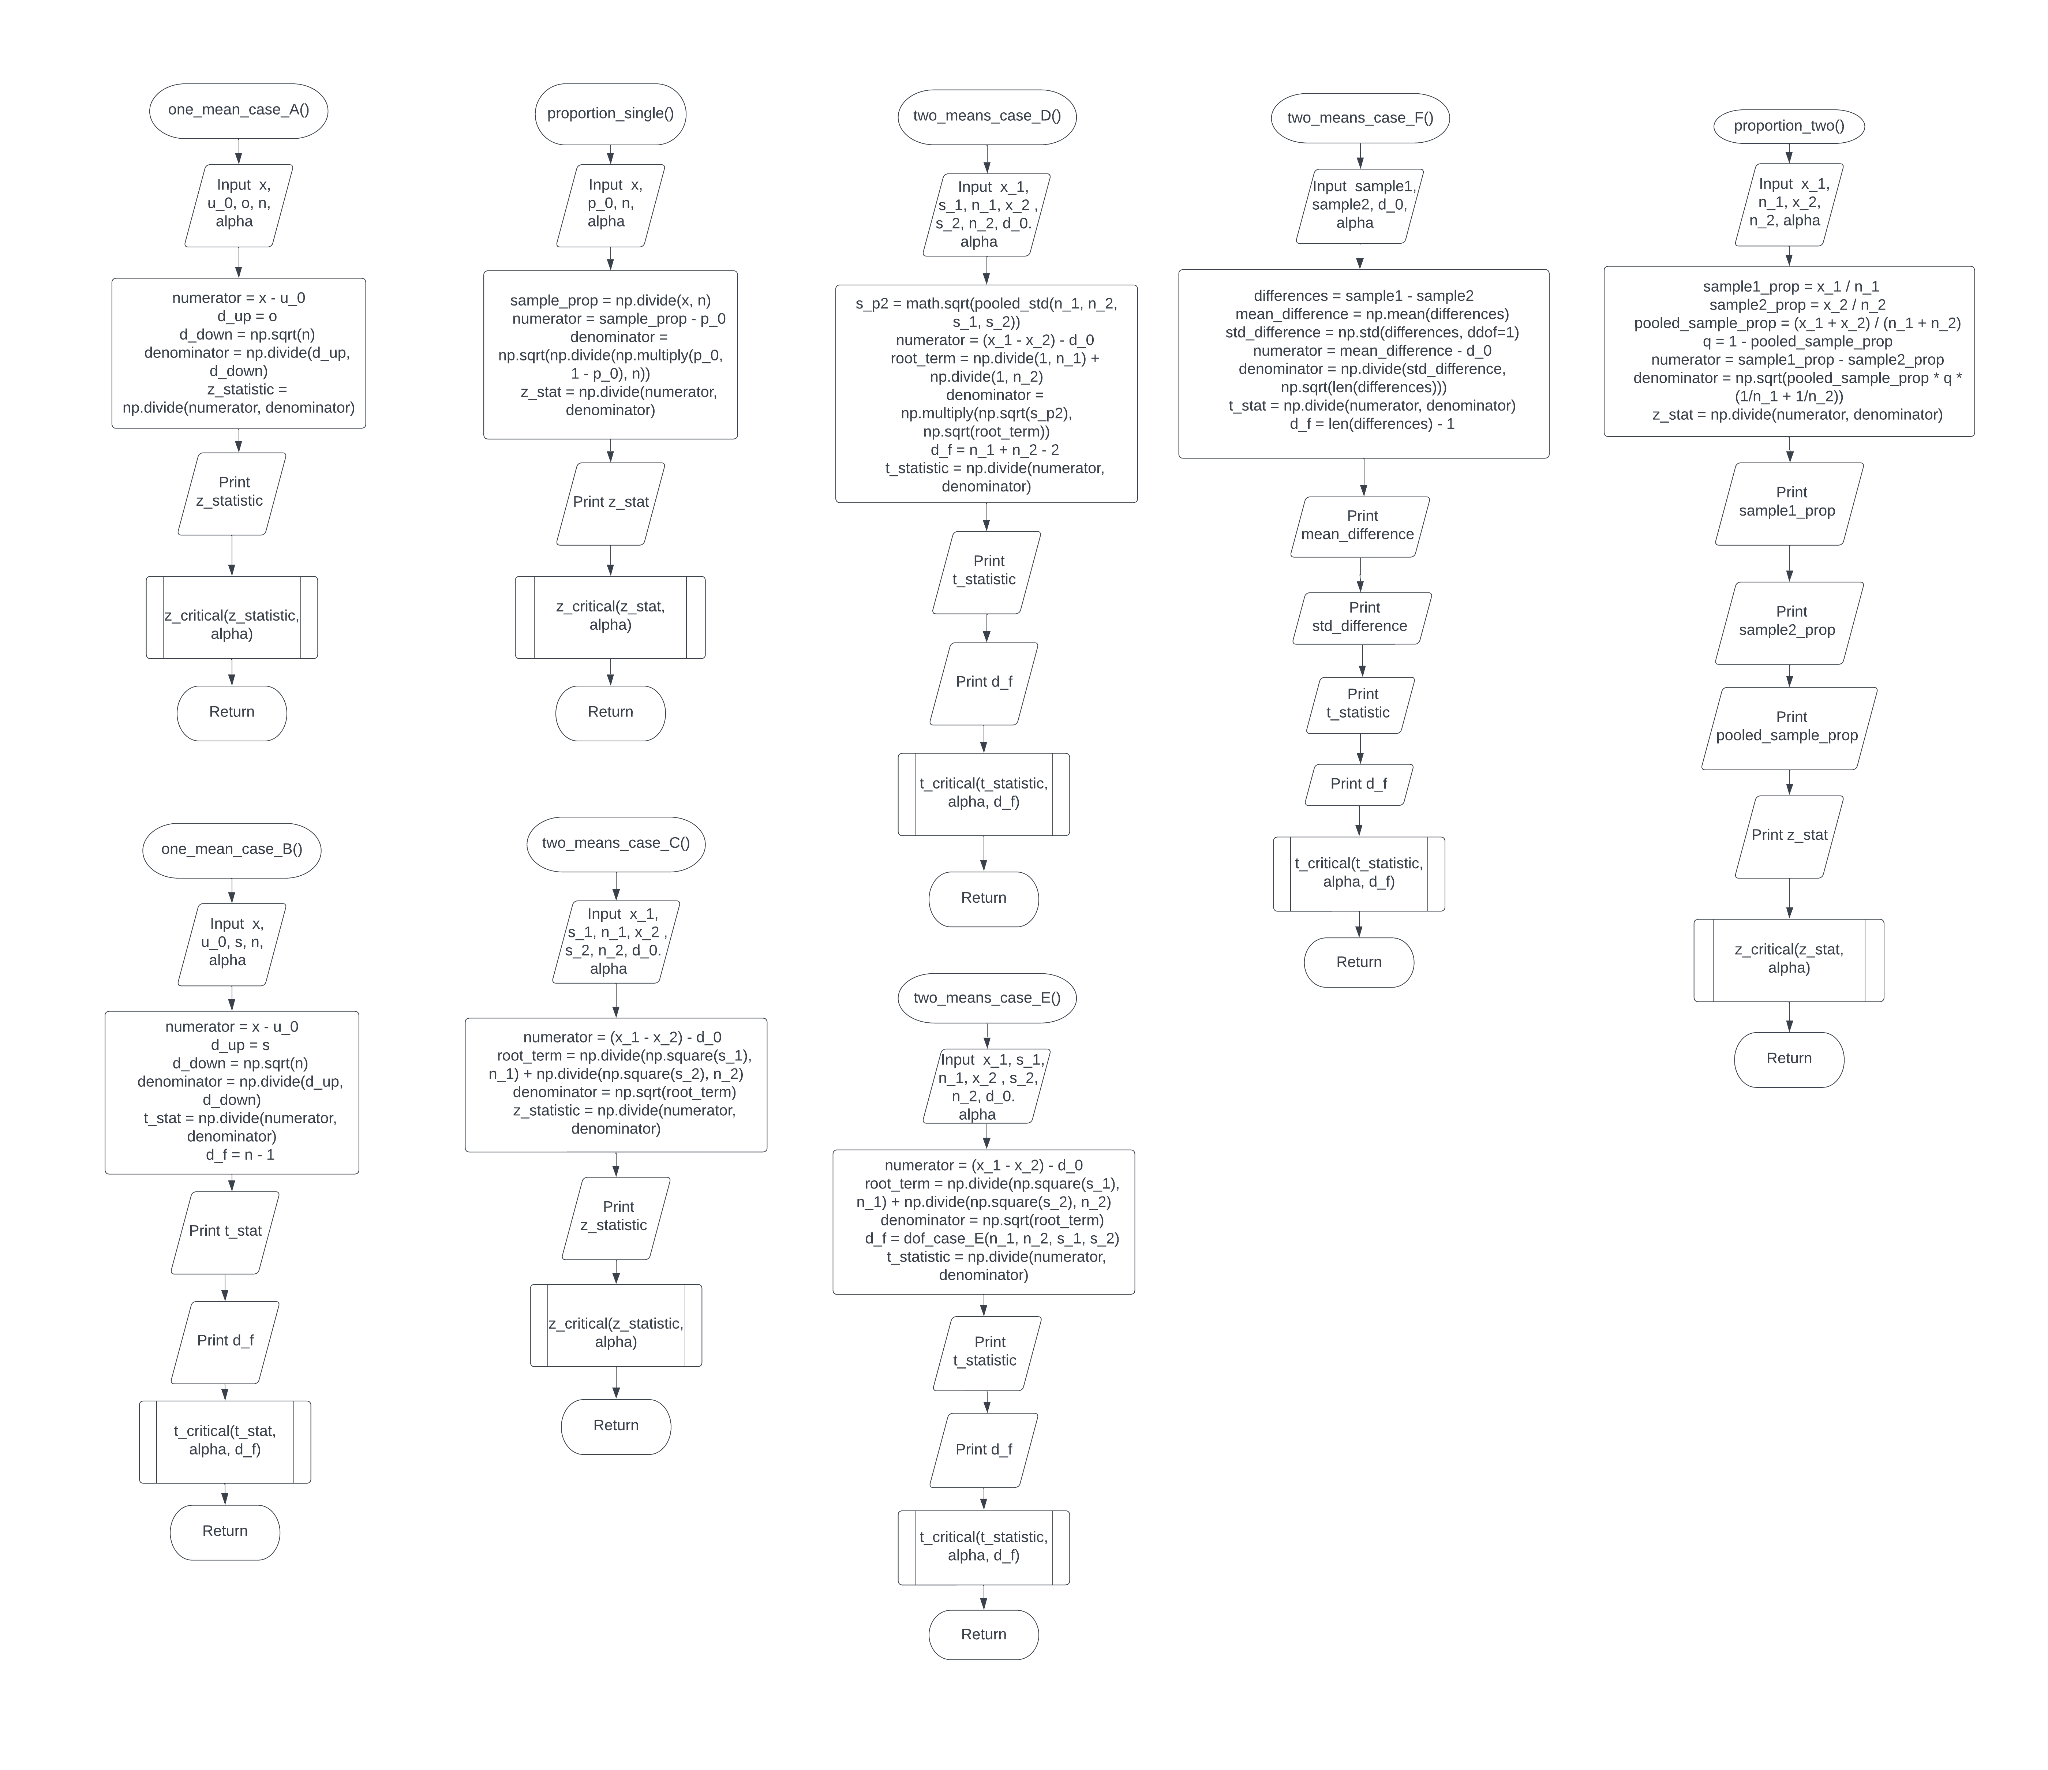 one_mean_case_A()
Input x,
u_0, o, n,
alpha
numerator = x - u_0
d_up = o
d_down = np.sqrt(n)
denominator = np.divide(d_up,
d_down)
z_statistic =
np.divide(numerator, denominator)
Print
z_statistic
z_critical(z_statistic,
alpha)
Return
one_mean_case_B()
Input x,
u_0, s, n,
alpha
numerator = x - u_0
d_up = s
d_down = np.sqrt(n)
denominator = np.divide(d_up,
d_down)
t_stat = np.divide(numerator,
denominator)
d_f = n - 1
Print t_stat
Print d_f
t_critical(t_stat,
alpha, d_f)
Return
proportion_single()
Input x,
p_0, n,
alpha
sample_prop = np.divide(x, n)
numerator = sample_prop - p_0
denominator =
np.sqrt(np.divide(np.multiply(p_0,
1 - p_0), n))
z_stat = np.divide(numerator,
denominator)
Print z_stat
z_critical(z_stat,
alpha)
Return
two_means_case_C()
Input x_1,
s_1, n_1, x_2 ,
s_2, n_2, d_0.
alpha
numerator = (x_1 - x_2) - d_0
root_term = np.divide(np.square(s_1),
n_1) + np.divide(np.square(s_2), n_2)
denominator = np.sqrt(root_term)
z_statistic = np.divide(numerator,
denominator)
Print
z_statistic
z_critical(z_statistic,
alpha)
Return
two_means_case_D()
Input x_1,
s_1, n_1, x_2 ,
s_2, n_2, d_0.
alpha
s_p2 = math.sqrt(pooled_std(n_1, n_2,
s_1, s_2))
numerator = (x_1 - x_2) - d_0
root_term = np.divide(1, n_1) +
np.divide(1, n_2)
denominator =
np.multiply(np.sqrt(s_p2),
np.sqrt(root_term))
d_f = n_1 + n_2 - 2
t_statistic = np.divide(numerator,
denominator)
Print
t_statistic
Print d_f
t_critical(t_statistic,
alpha, d_f)
Return
two_means_case_E()
Input x_1, s_1,
n_1, x_2 , s_2,
n_2, d_0.
alpha
numerator = (x_1 - x_2) - d_0
root_term = np.divide(np.square(s_1),
n_1) + np.divide(np.square(s_2), n_2)
denominator = np.sqrt(root_term)
d_f = dof_case_E(n_1, n_2, s_1, s_2)
t_statistic = np.divide(numerator,
denominator)
Print
t_statistic
Print d_f
t_critical(t_statistic,
alpha, d_f)
Return
two_means_case_F()
Input sample1,
sample2, d_0,
alpha
differences = sample1 - sample2
mean_difference = np.mean(differences)
std_difference = np.std(differences, ddof=1)
numerator = mean_difference - d_0
denominator = np.divide(std_difference,
np.sqrt(len(differences)))
t_stat = np.divide(numerator, denominator)
d_f = len(differences) - 1
Print
mean_difference
Print
std_difference
Print
t_statistic
Print d_f
t_critical(t_statistic,
alpha, d_f)
Return
proportion_two()
Input x_1,
n_1, x_2,
n_2, alpha
sample1_prop = x_1 / n_1
sample2_prop = x_2 / n_2
pooled_sample_prop = (x_1 + x_2) / (n_1 + n_2)
q = 1 - pooled_sample_prop
numerator = sample1_prop - sample2_prop
denominator = np.sqrt(pooled_sample_prop * q *
(1/n_1 + 1/n_2))
z_stat = np.divide(numerator, denominator)
Print
sample1_prop
Print
sample2_prop
Print
pooled_sample_prop
Print z_stat
z_critical(z_stat,
alpha)
Return